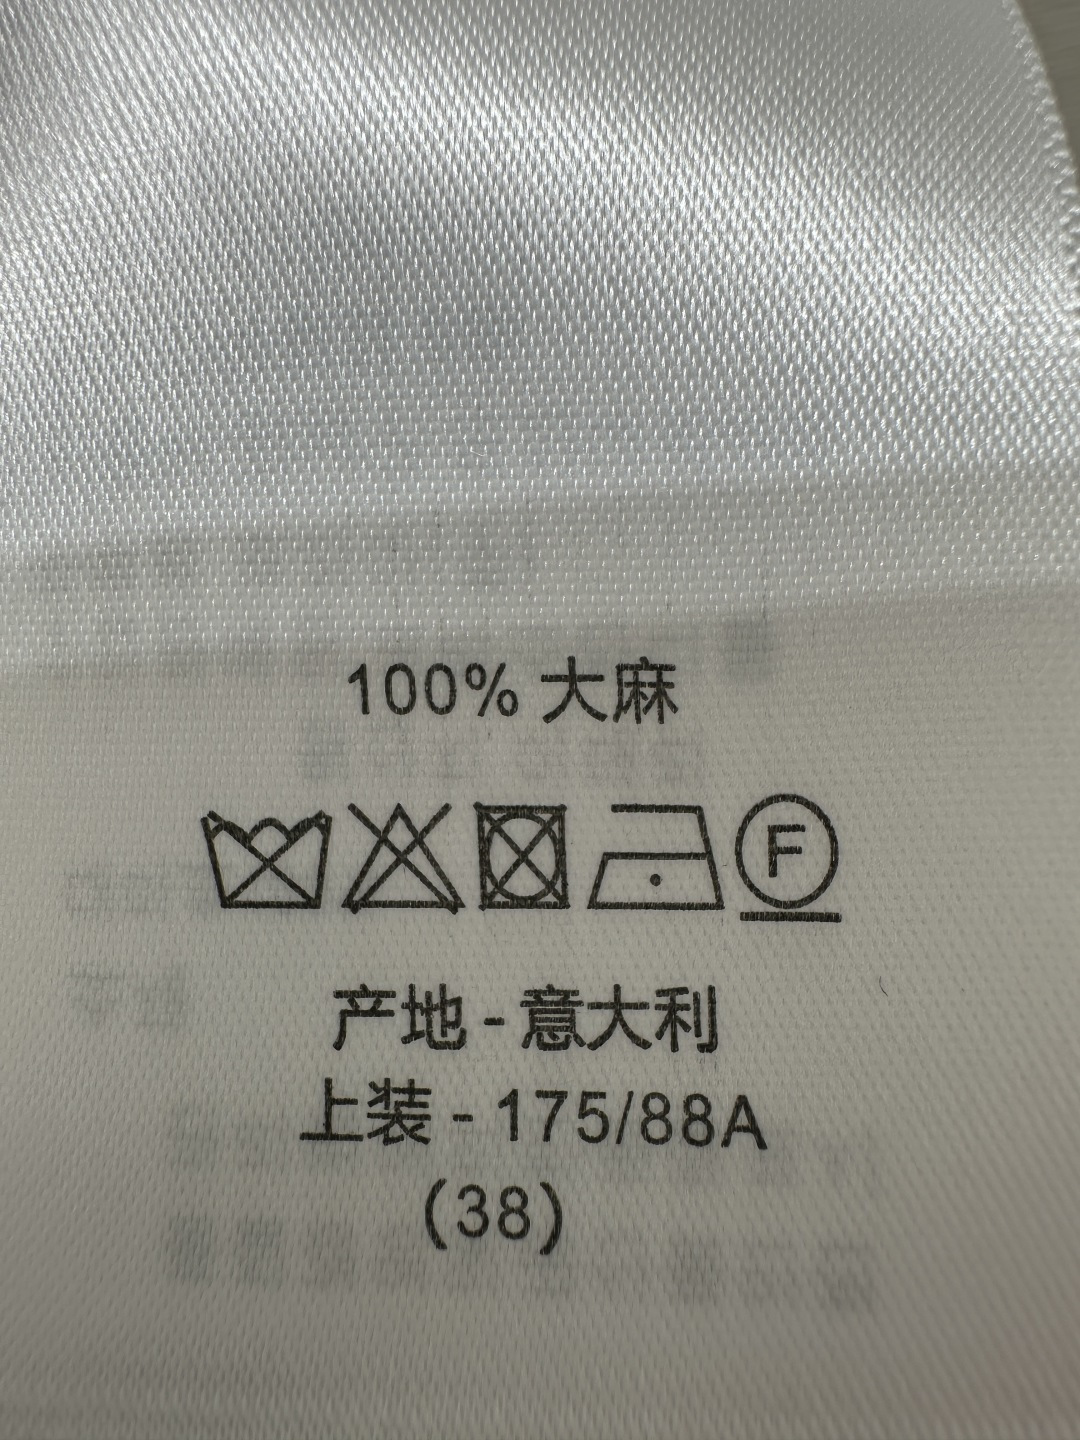 100% 大麻
F
产地 - 意大利
上装 - 175/88A
(38)